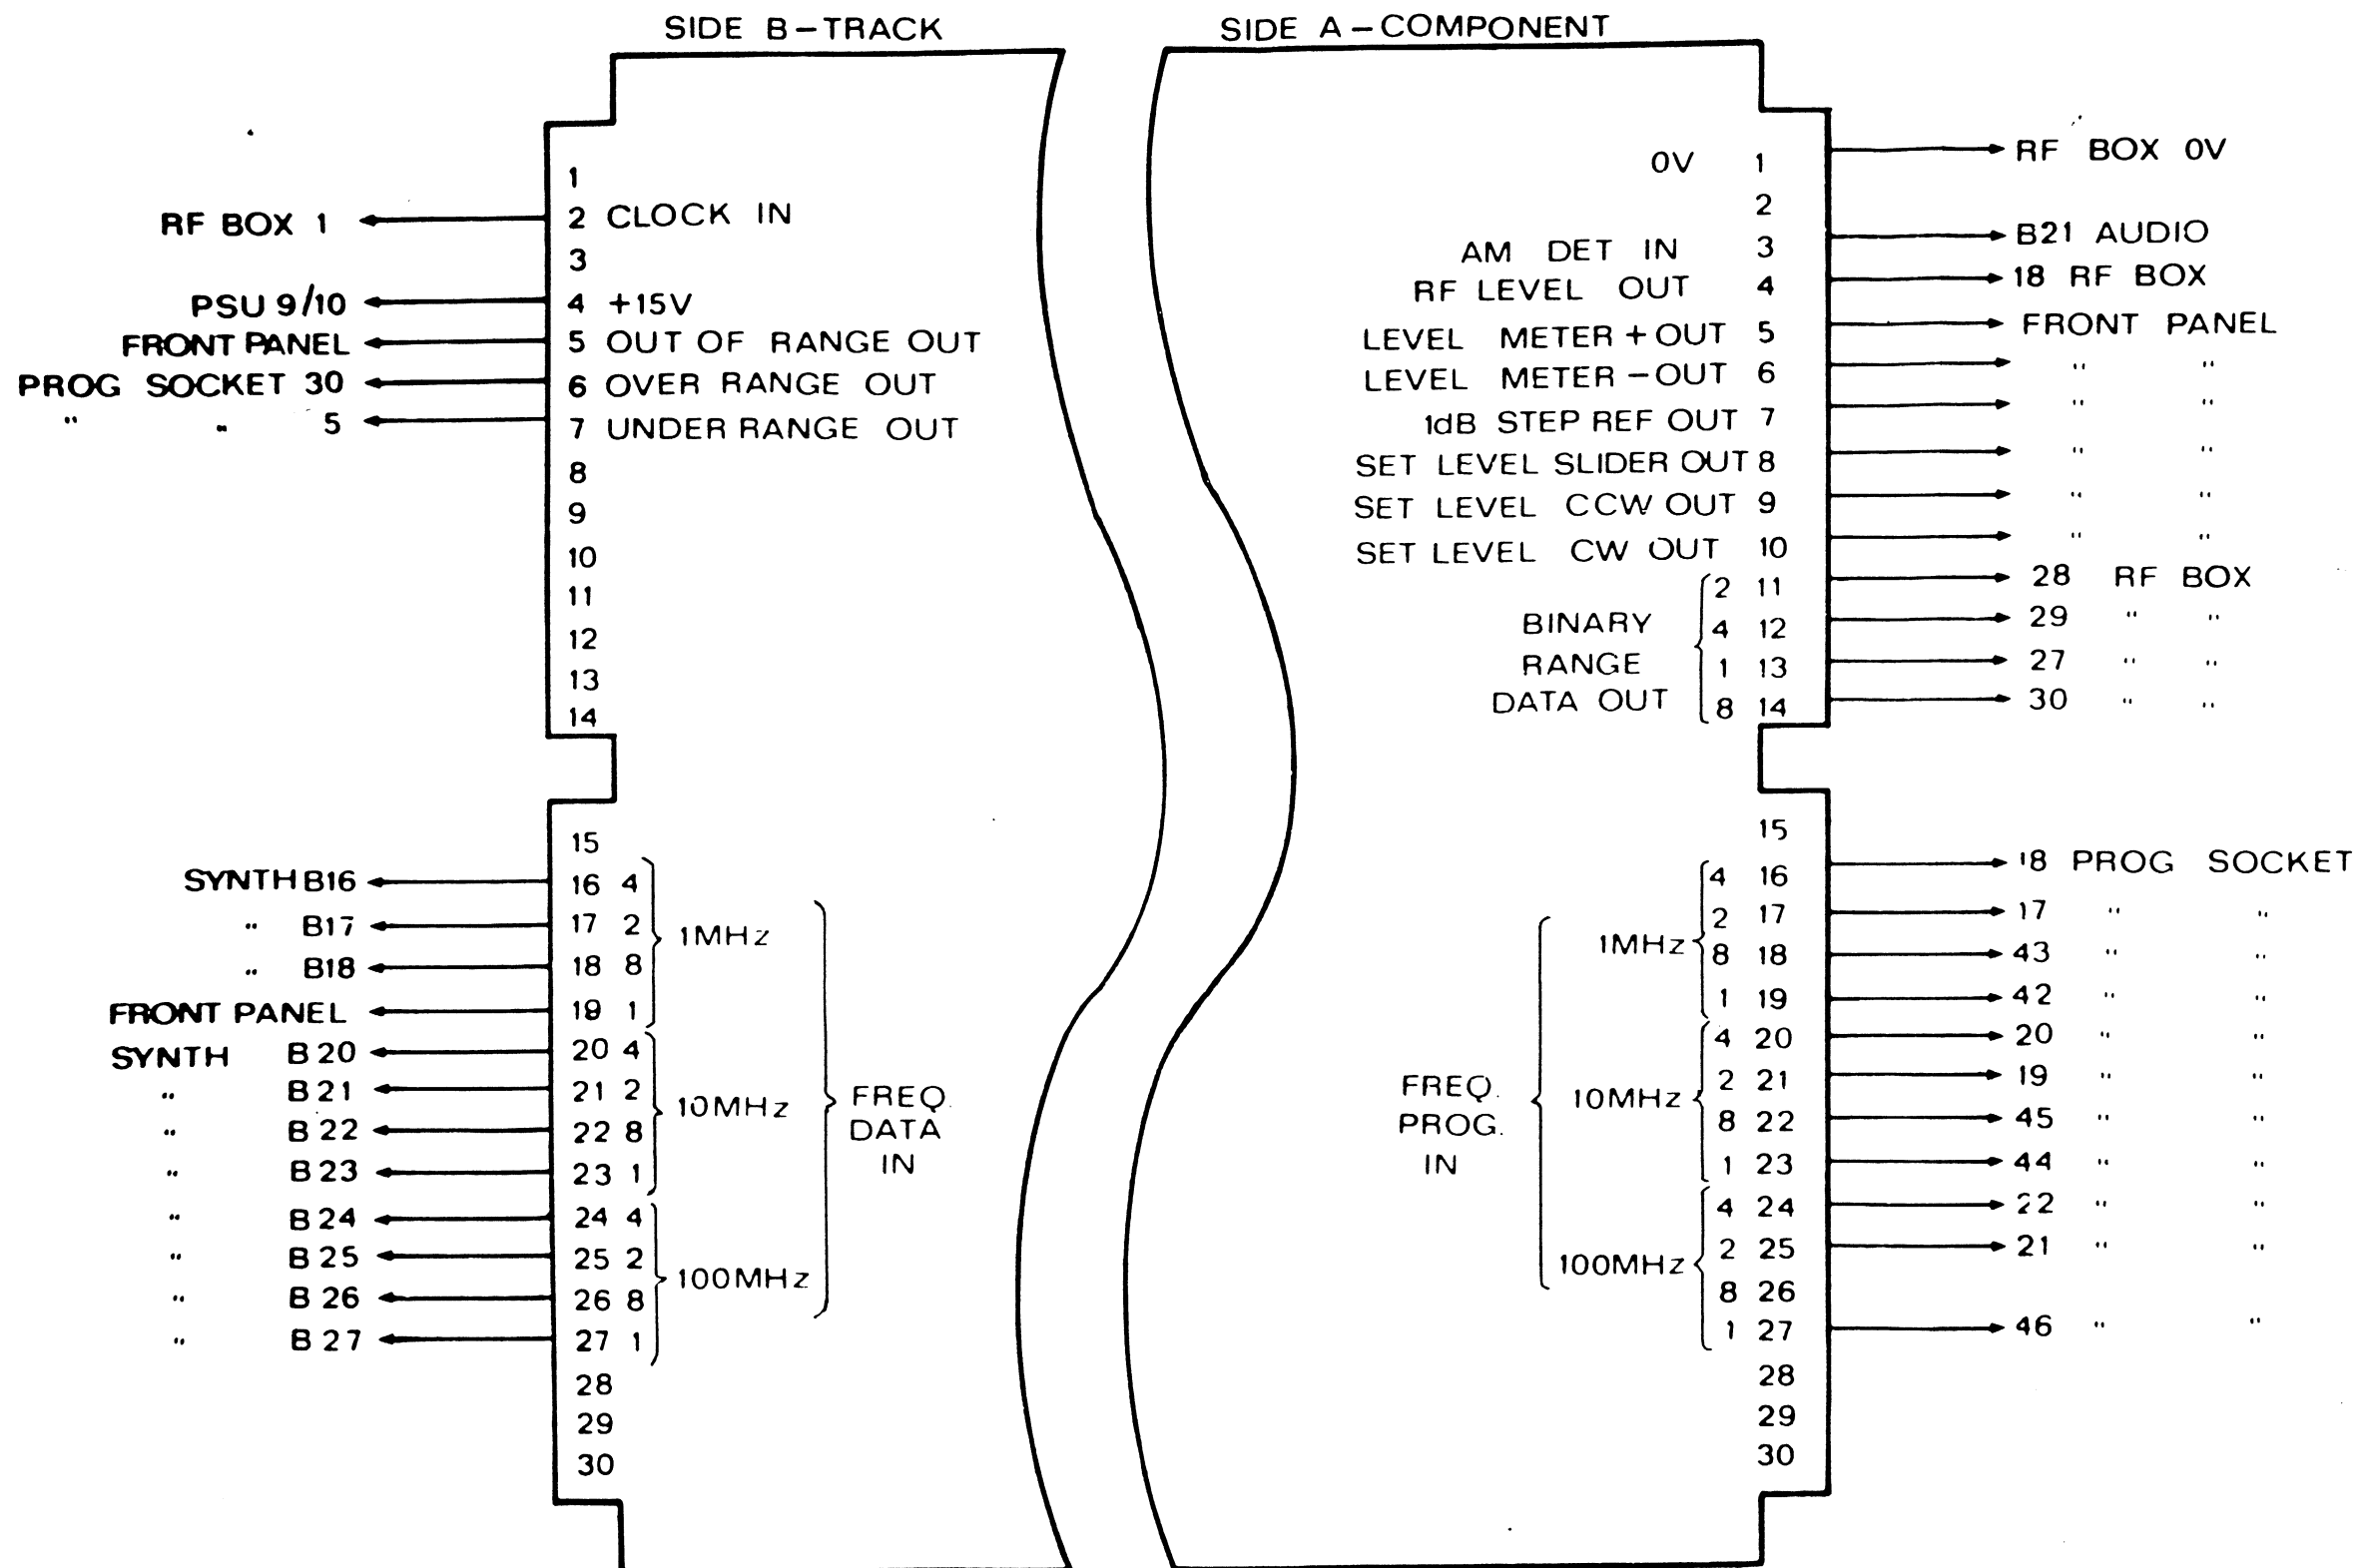 SIDE B – TRACK
RF BOX 1 2 CLOCK IN
1
3
PSU 9/10 4 +15V
FRONT PANEL 5 OUT OF RANGE OUT
PROG SOCKET 30 6 OVER RANGE OUT
" " 5 7 UNDER RANGE OUT
8
9
10
11
12
13
14
15
SYNTH B16 16 4
" B17 17 2
1MHz
" B18 18 8
FRONT PANEL 19 1
SYNTH B 20 20 4
" B 21 21 2
10MHz
" B 22 22 8
" B 23 23 1
FREQ.
DATA
IN
" B 24 24 4
" B 25 25 2
100MHz
" B 26 26 8
" B 27 27 1
28
29
30
SIDE A – COMPONENT
0V 1 RF BOX 0V
2
AM DET IN 3 B21 AUDIO
RF LEVEL OUT 4 18 RF BOX
LEVEL METER + OUT 5 FRONT PANEL
LEVEL METER – OUT 6 " "
1dB STEP REF OUT 7 " "
SET LEVEL SLIDER OUT 8 " "
SET LEVEL CCW OUT 9 " "
SET LEVEL CW OUT 10 " "
BINARY
RANGE
DATA OUT
2 11 28 RF BOX
4 12 29 " "
1 13 27 " "
8 14 30 " "
15
4 16 18 PROG SOCKET
2 17 17 " "
1MHz
8 18 43 " "
1 19 42 " "
4 20 20 " "
2 21 19 " "
FREQ.
PROG.
IN
10MHz
8 22 45 " "
1 23 44 " "
4 24 22 " "
2 25 21 " "
100MHz
8 26
1 27 46 " "
28
29
30